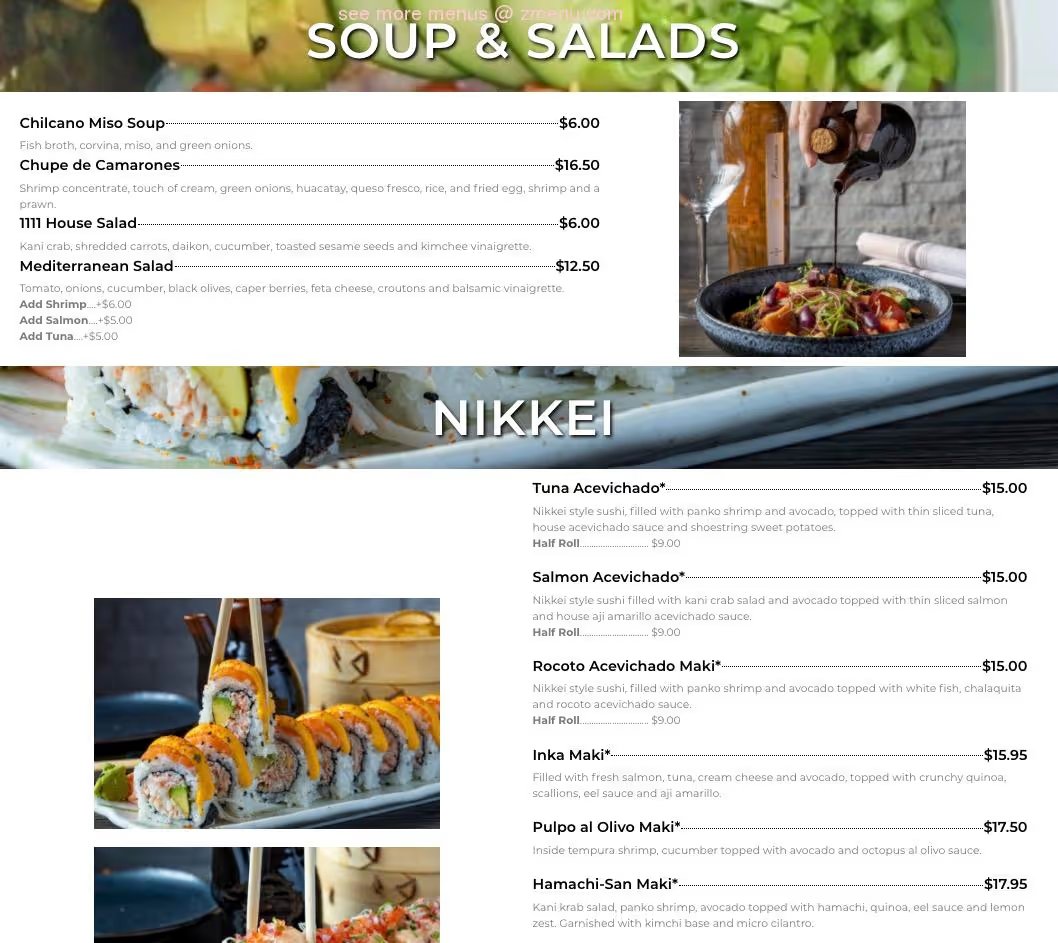 see more menus @ zmenu.com
SOUP & SALADS
Chilcano Miso Soup $6.00
Fish broth, corvina, miso, and green onions.
Chupe de Camarones $16.50
Shrimp concentrate, touch of cream, green onions, huacatay, queso fresco, rice, and fried egg, shrimp and a
prawn.
1111 House Salad $6.00
Kani crab, shredded carrots, daikon, cucumber, toasted sesame seeds and kimchee vinaigrette.
Mediterranean Salad $12.50
Tomato, onions, cucumber, black olives, caper berries, feta cheese, croutons and balsamic vinaigrette.
Add Shrimp....+$6.00
Add Salmon....+$5.00
Add Tuna....+$5.00
NIKKEI
Tuna Acevichado* $15.00
Nikkei style sushi, filled with panko shrimp and avocado, topped with thin sliced tuna,
house acevichado sauce and shoestring sweet potatoes.
Half Roll............................ $9.00
Salmon Acevichado* $15.00
Nikkei style sushi filled with kani crab salad and avocado topped with thin sliced salmon
and house aji amarillo acevichado sauce.
Half Roll............................ $9.00
Rocoto Acevichado Maki* $15.00
Nikkei style sushi, filled with panko shrimp and avocado topped with white fish, chalaquita
and rocoto acevichado sauce.
Half Roll............................ $9.00
Inka Maki* $15.95
Filled with fresh salmon, tuna, cream cheese and avocado, topped with crunchy quinoa,
scallions, eel sauce and aji amarillo.
Pulpo al Olivo Maki* $17.50
Inside tempura shrimp, cucumber topped with avocado and octopus al olivo sauce.
Hamachi-San Maki* $17.95
Kani krab salad, panko shrimp, avocado topped with hamachi, quinoa, eel sauce and lemon
zest. Garnished with kimchi base and micro cilantro.